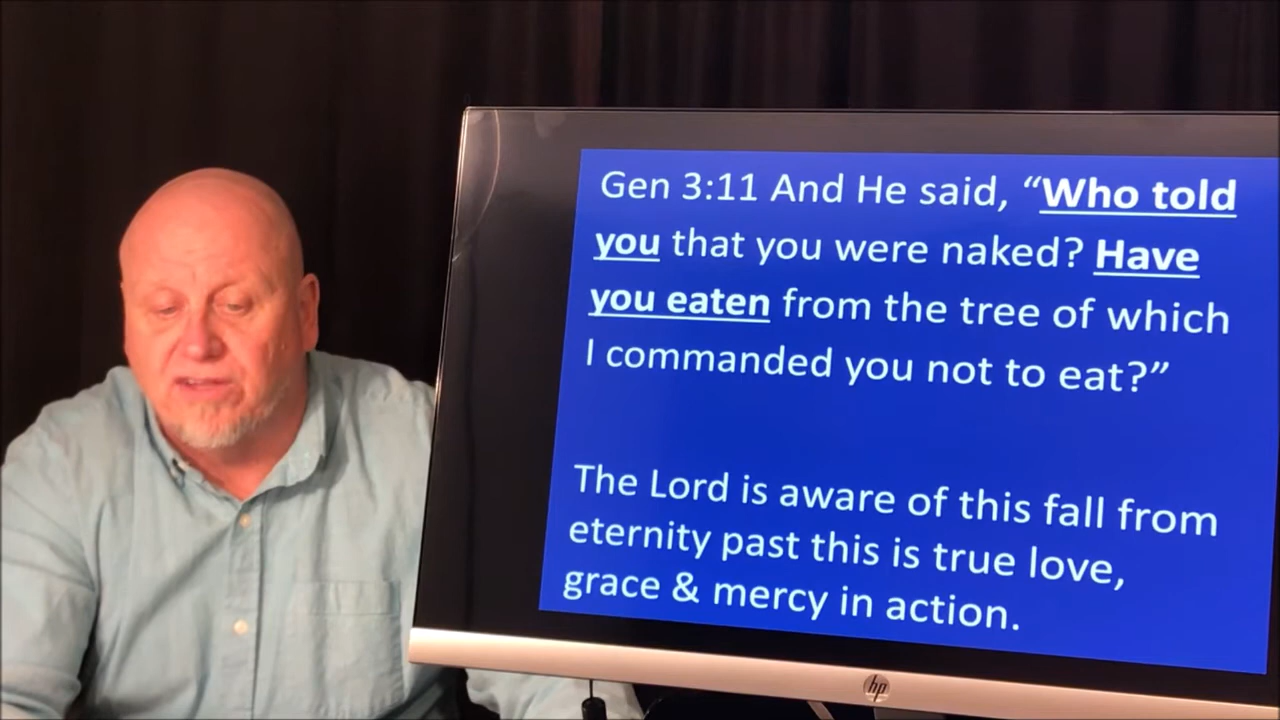 Gen 3:11 And He said, “Who told
you that you were naked? Have
you eaten from the tree of which
I commanded you not to eat?”
The Lord is aware of this fall from
eternity past this is true love,
grace & mercy in action.
hp